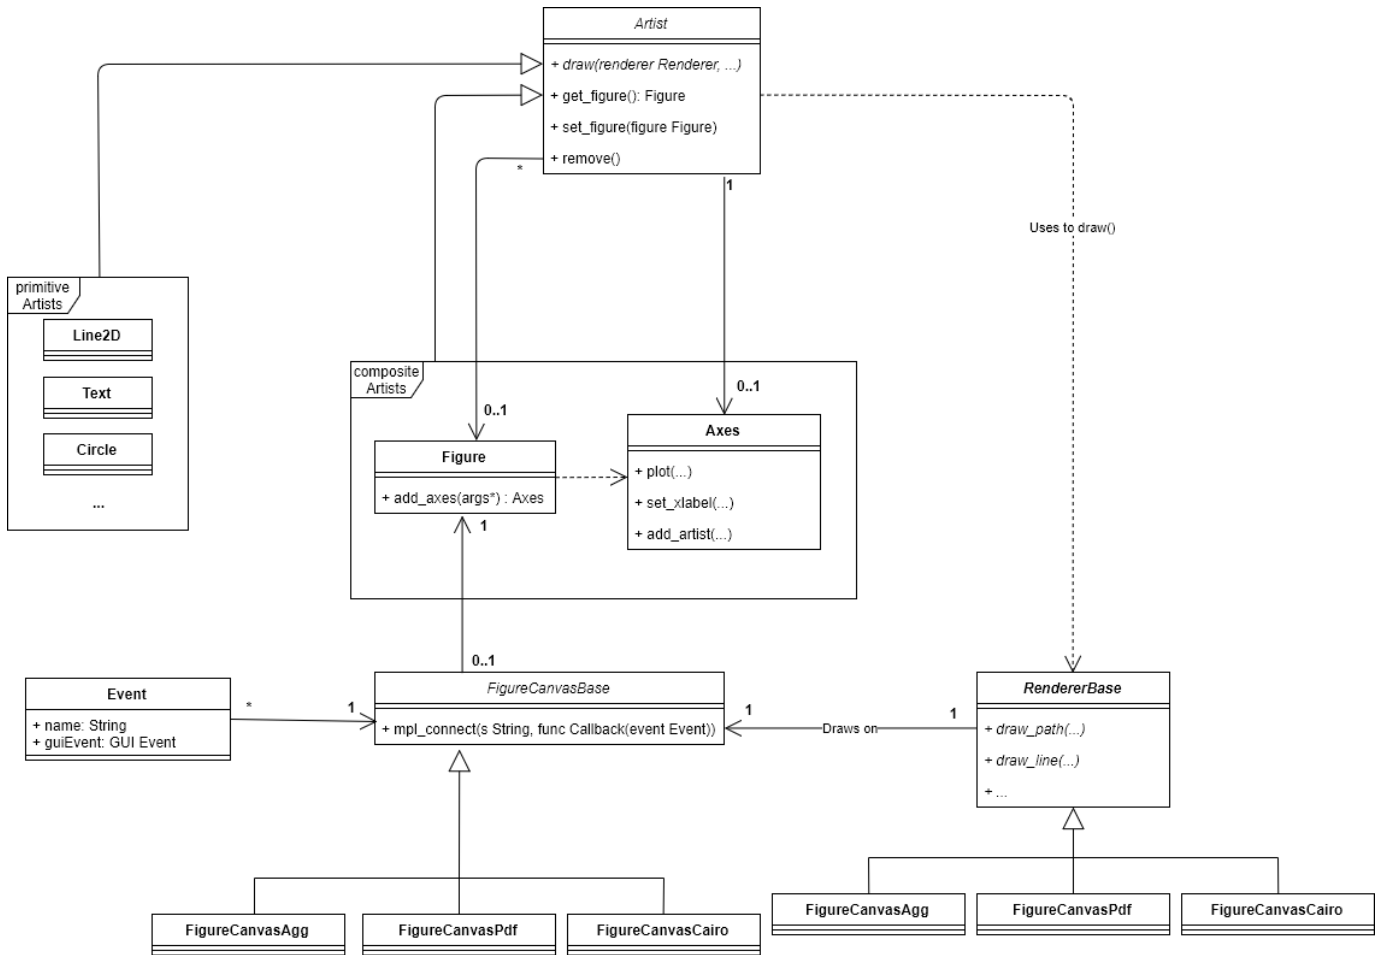 Artist
+ draw(renderer Renderer, ...)
+ get_figure(): Figure
+ set_figure(figure Figure)
+ remove()
*
1
Uses to draw()
primitive
Artists
Line2D
Text
Circle
...
composite
Artists
0..1
0..1
Figure
+ add_axes(args*) : Axes
Axes
+ plot(...)
+ set_xlabel(...)
+ add_artist(...)
1
0..1
Event
+ name: String
+ guiEvent: GUI Event
*
1
FigureCanvasBase
+ mpl_connect(s String, func Callback(event Event))
1
Draws on
1
RendererBase
+ draw_path(...)
+ draw_line(...)
+ ...
FigureCanvasAgg
FigureCanvasPdf
FigureCanvasCairo
FigureCanvasAgg
FigureCanvasPdf
FigureCanvasCairo